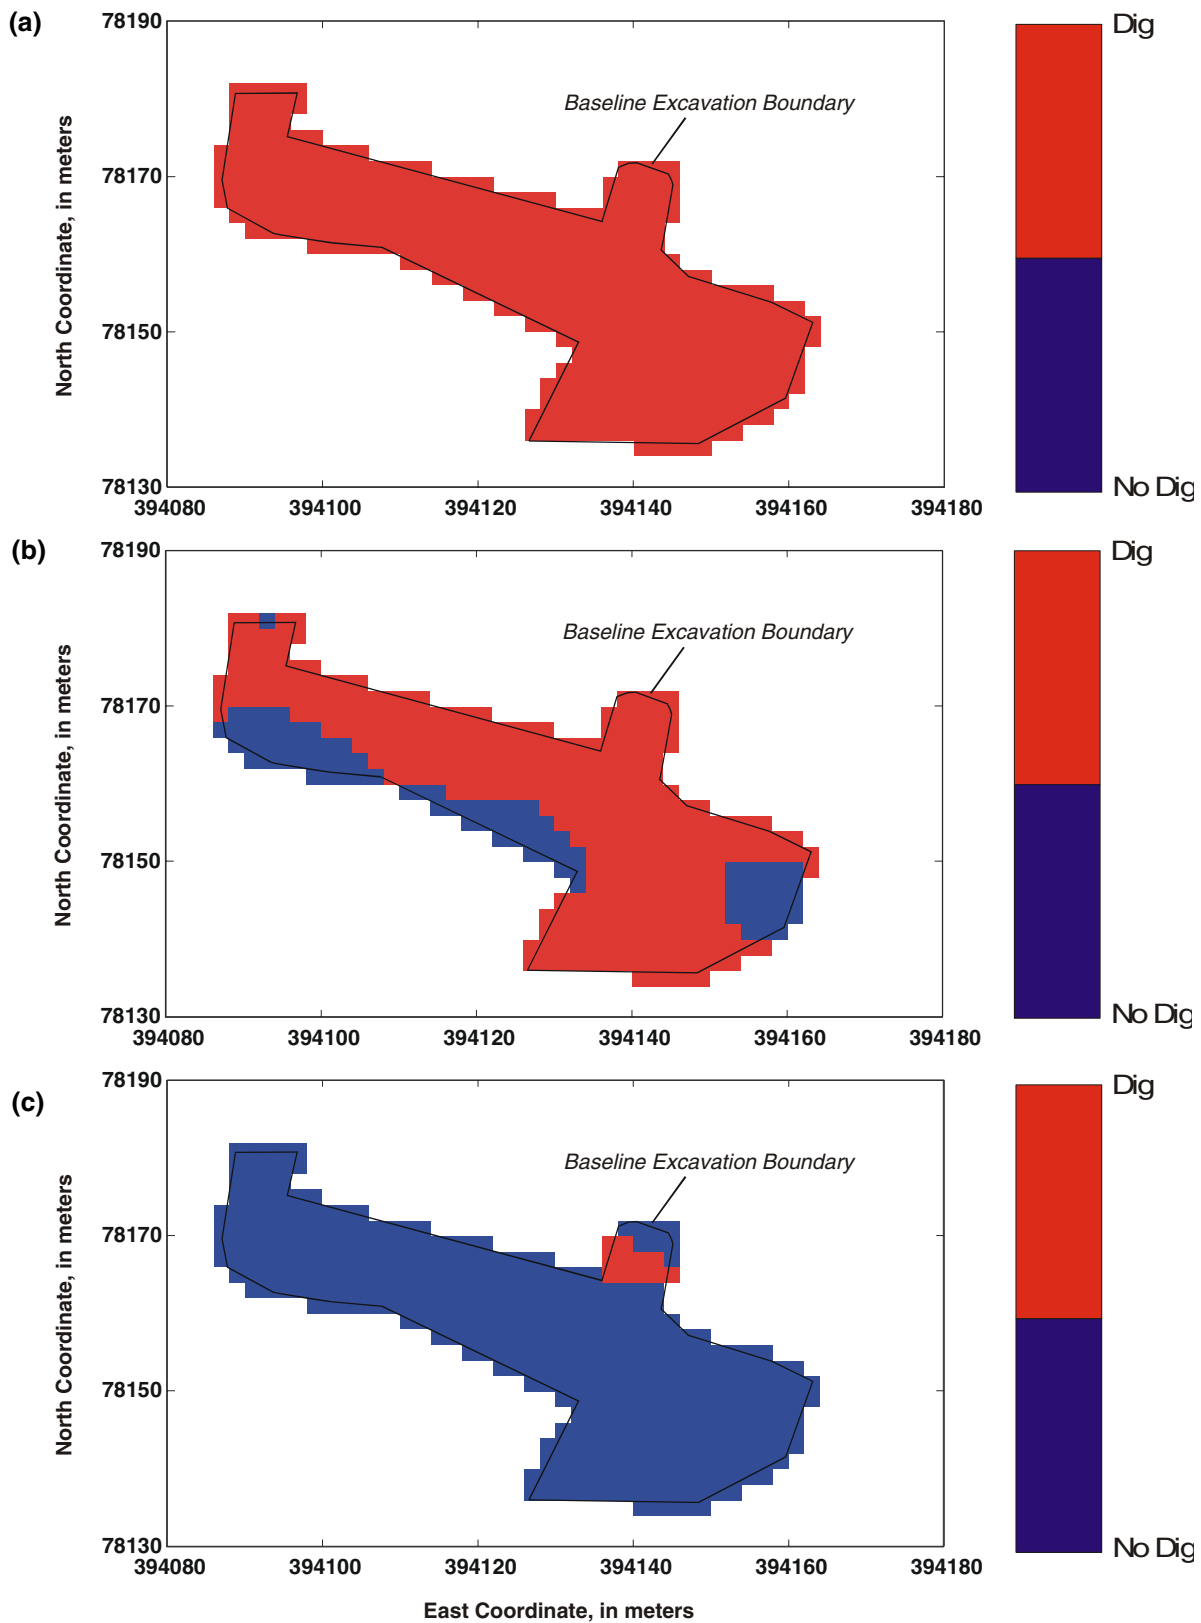 (a)
78190
78170
78150
78130
North Coordinate, in meters
Baseline Excavation Boundary
394080 394100 394120 394140 394160 394180
Dig
No Dig
(b)
78190
78170
78150
78130
North Coordinate, in meters
Baseline Excavation Boundary
394080 394100 394120 394140 394160 394180
Dig
No Dig
(c)
78190
78170
78150
78130
North Coordinate, in meters
Baseline Excavation Boundary
394080 394100 394120 394140 394160 394180
East Coordinate, in meters
Dig
No Dig